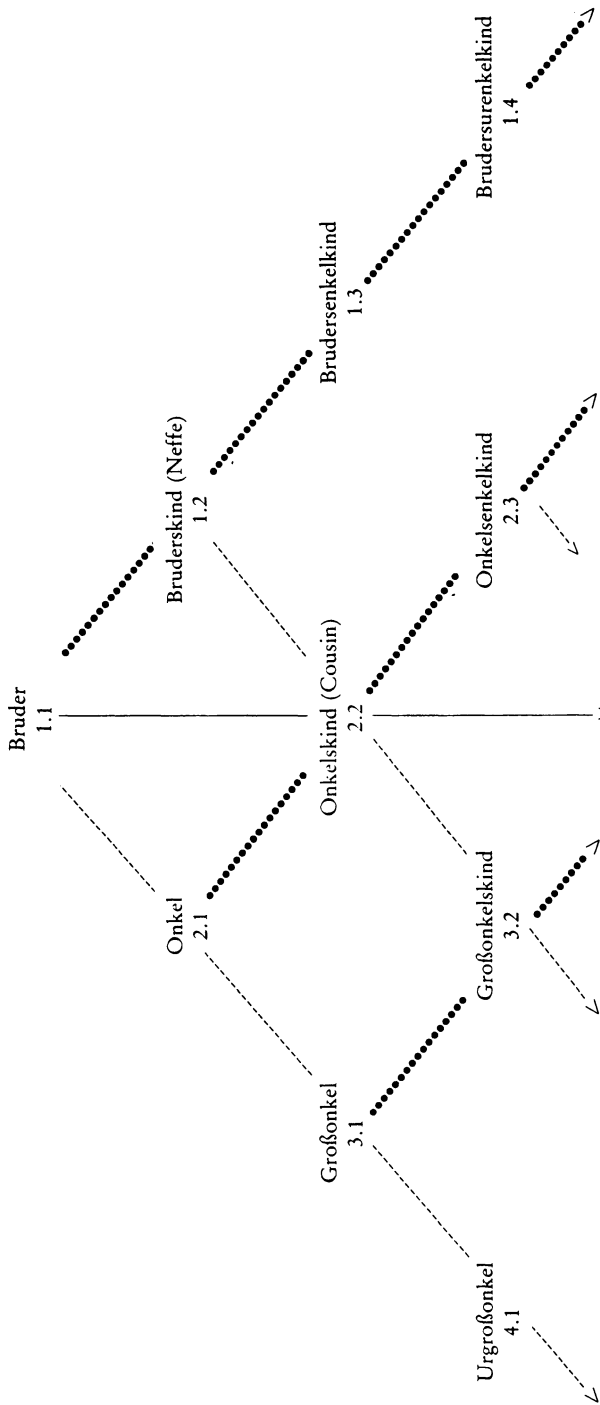 Bruder
1.1
Onkel
2.1
Bruderskind (Neffe)
1.2
Großonkel
3.1
Onkelskind (Cousin)
2.2
Brudersenkelkind
1.3
Urgroßonkel
4.1
Großonkelskind
3.2
Onkelsenkelkind
2.3
Brudersurenkelkind
1.4